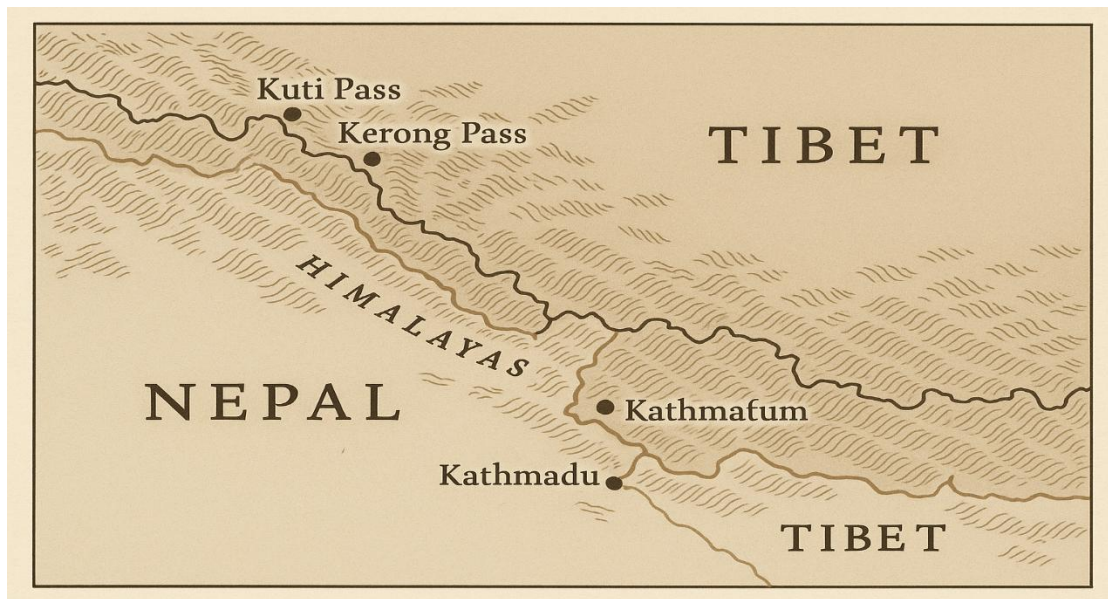 Kuti Pass
Kerong Pass
TIBET
HIMALAYAS
NEPAL
Kathmafum
Kathmadu
TIBET